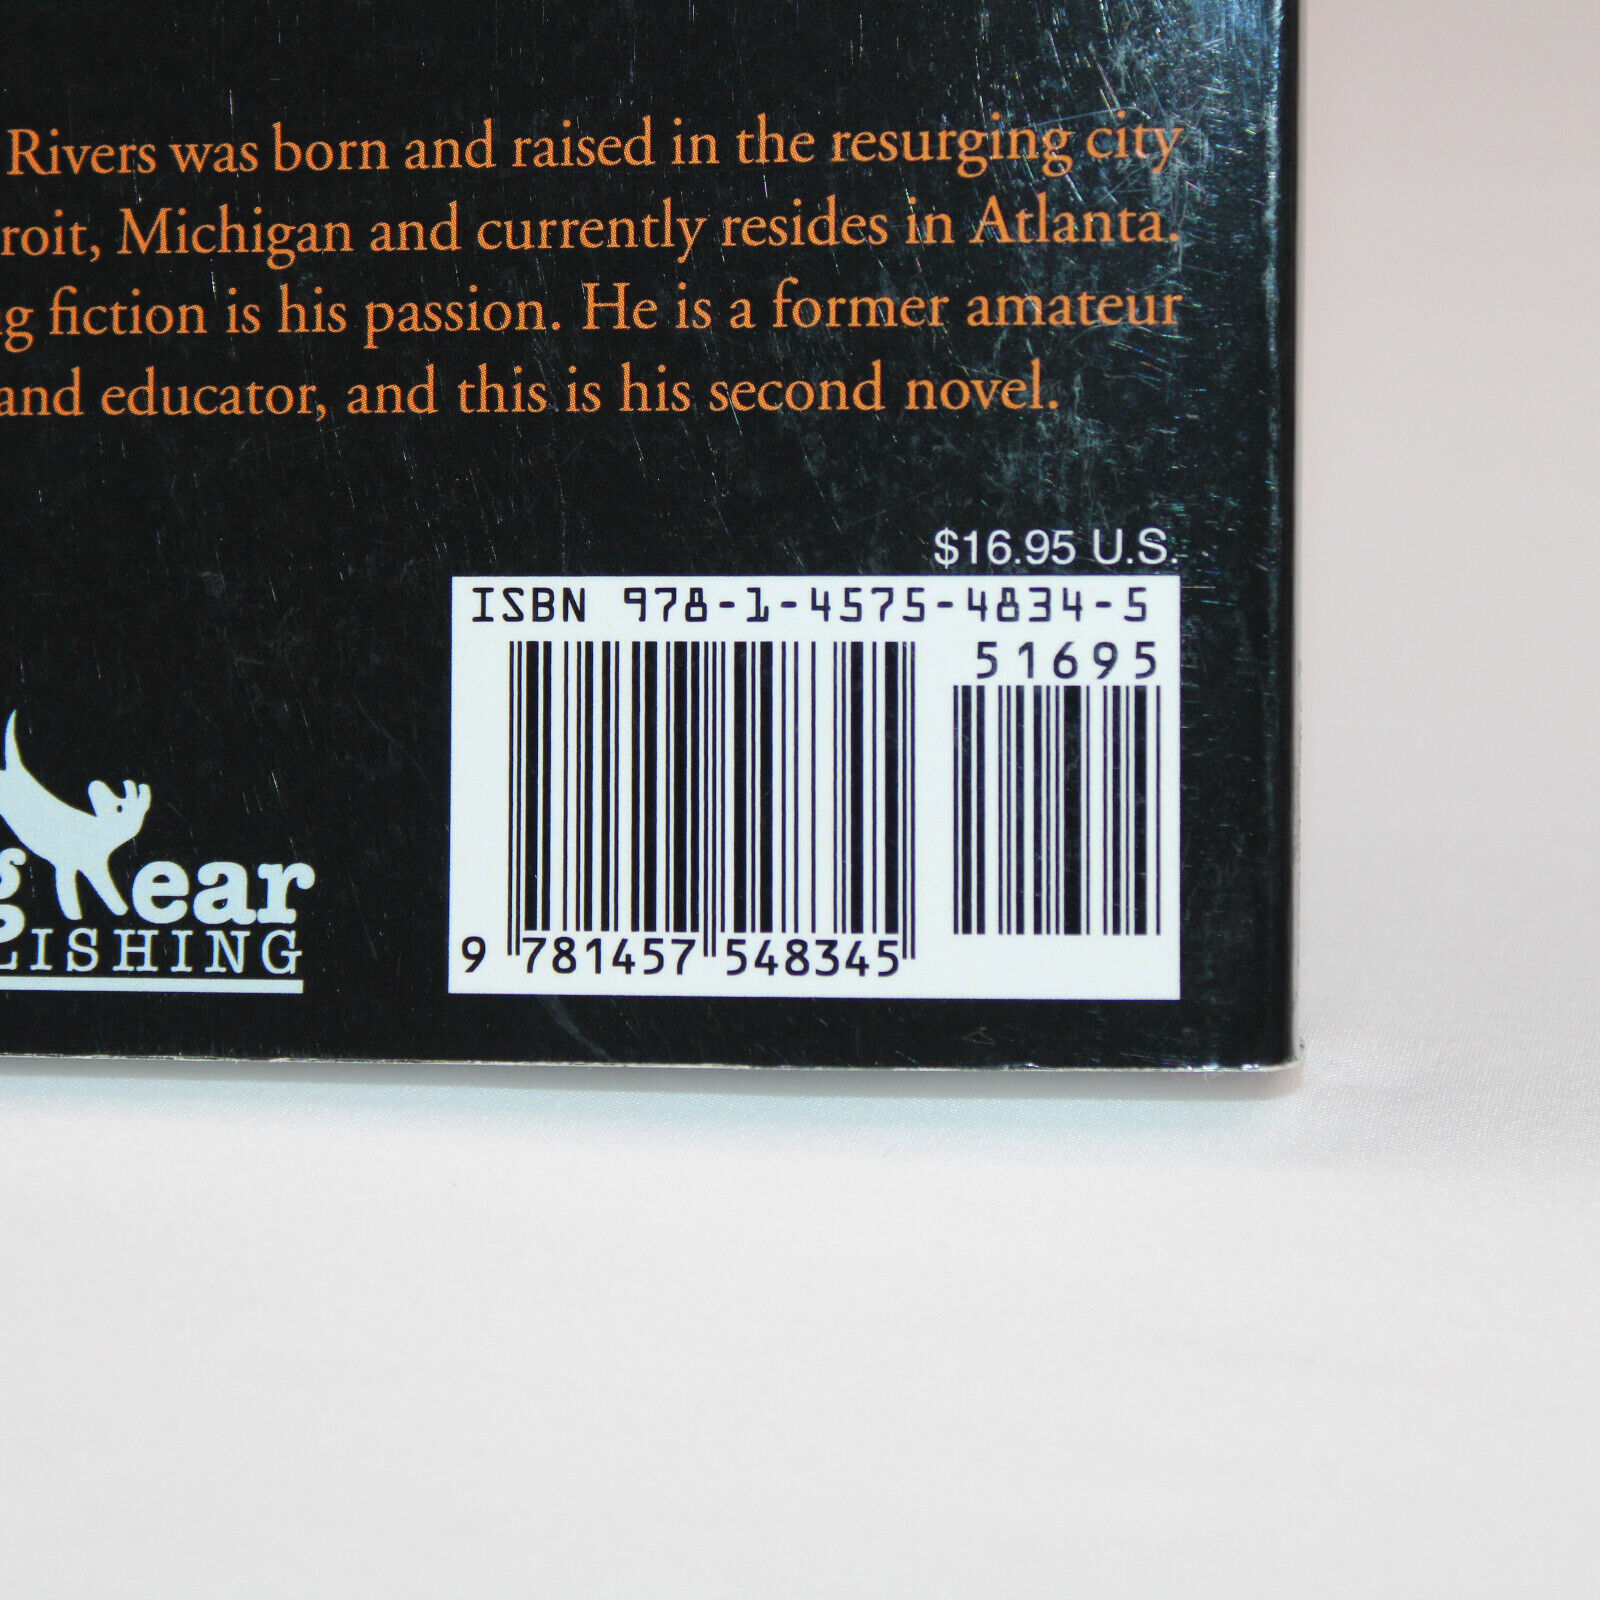 Rivers was born and raised in the resurging city
roit, Michigan and currently resides in Atlanta.
g fiction is his passion. He is a former amateur
and educator, and this is his second novel.
$16.95 U.S.
ISBN 978-1-4575-4834-5
51695
9 781457 548345
g ear
LISHING